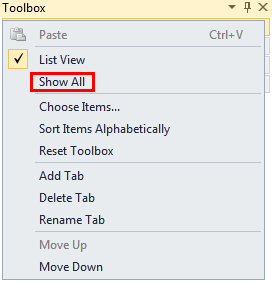 Toolbox
Paste Ctrl+V
List View
Show All
Choose Items...
Sort Items Alphabetically
Reset Toolbox
Add Tab
Delete Tab
Rename Tab
Move Up
Move Down